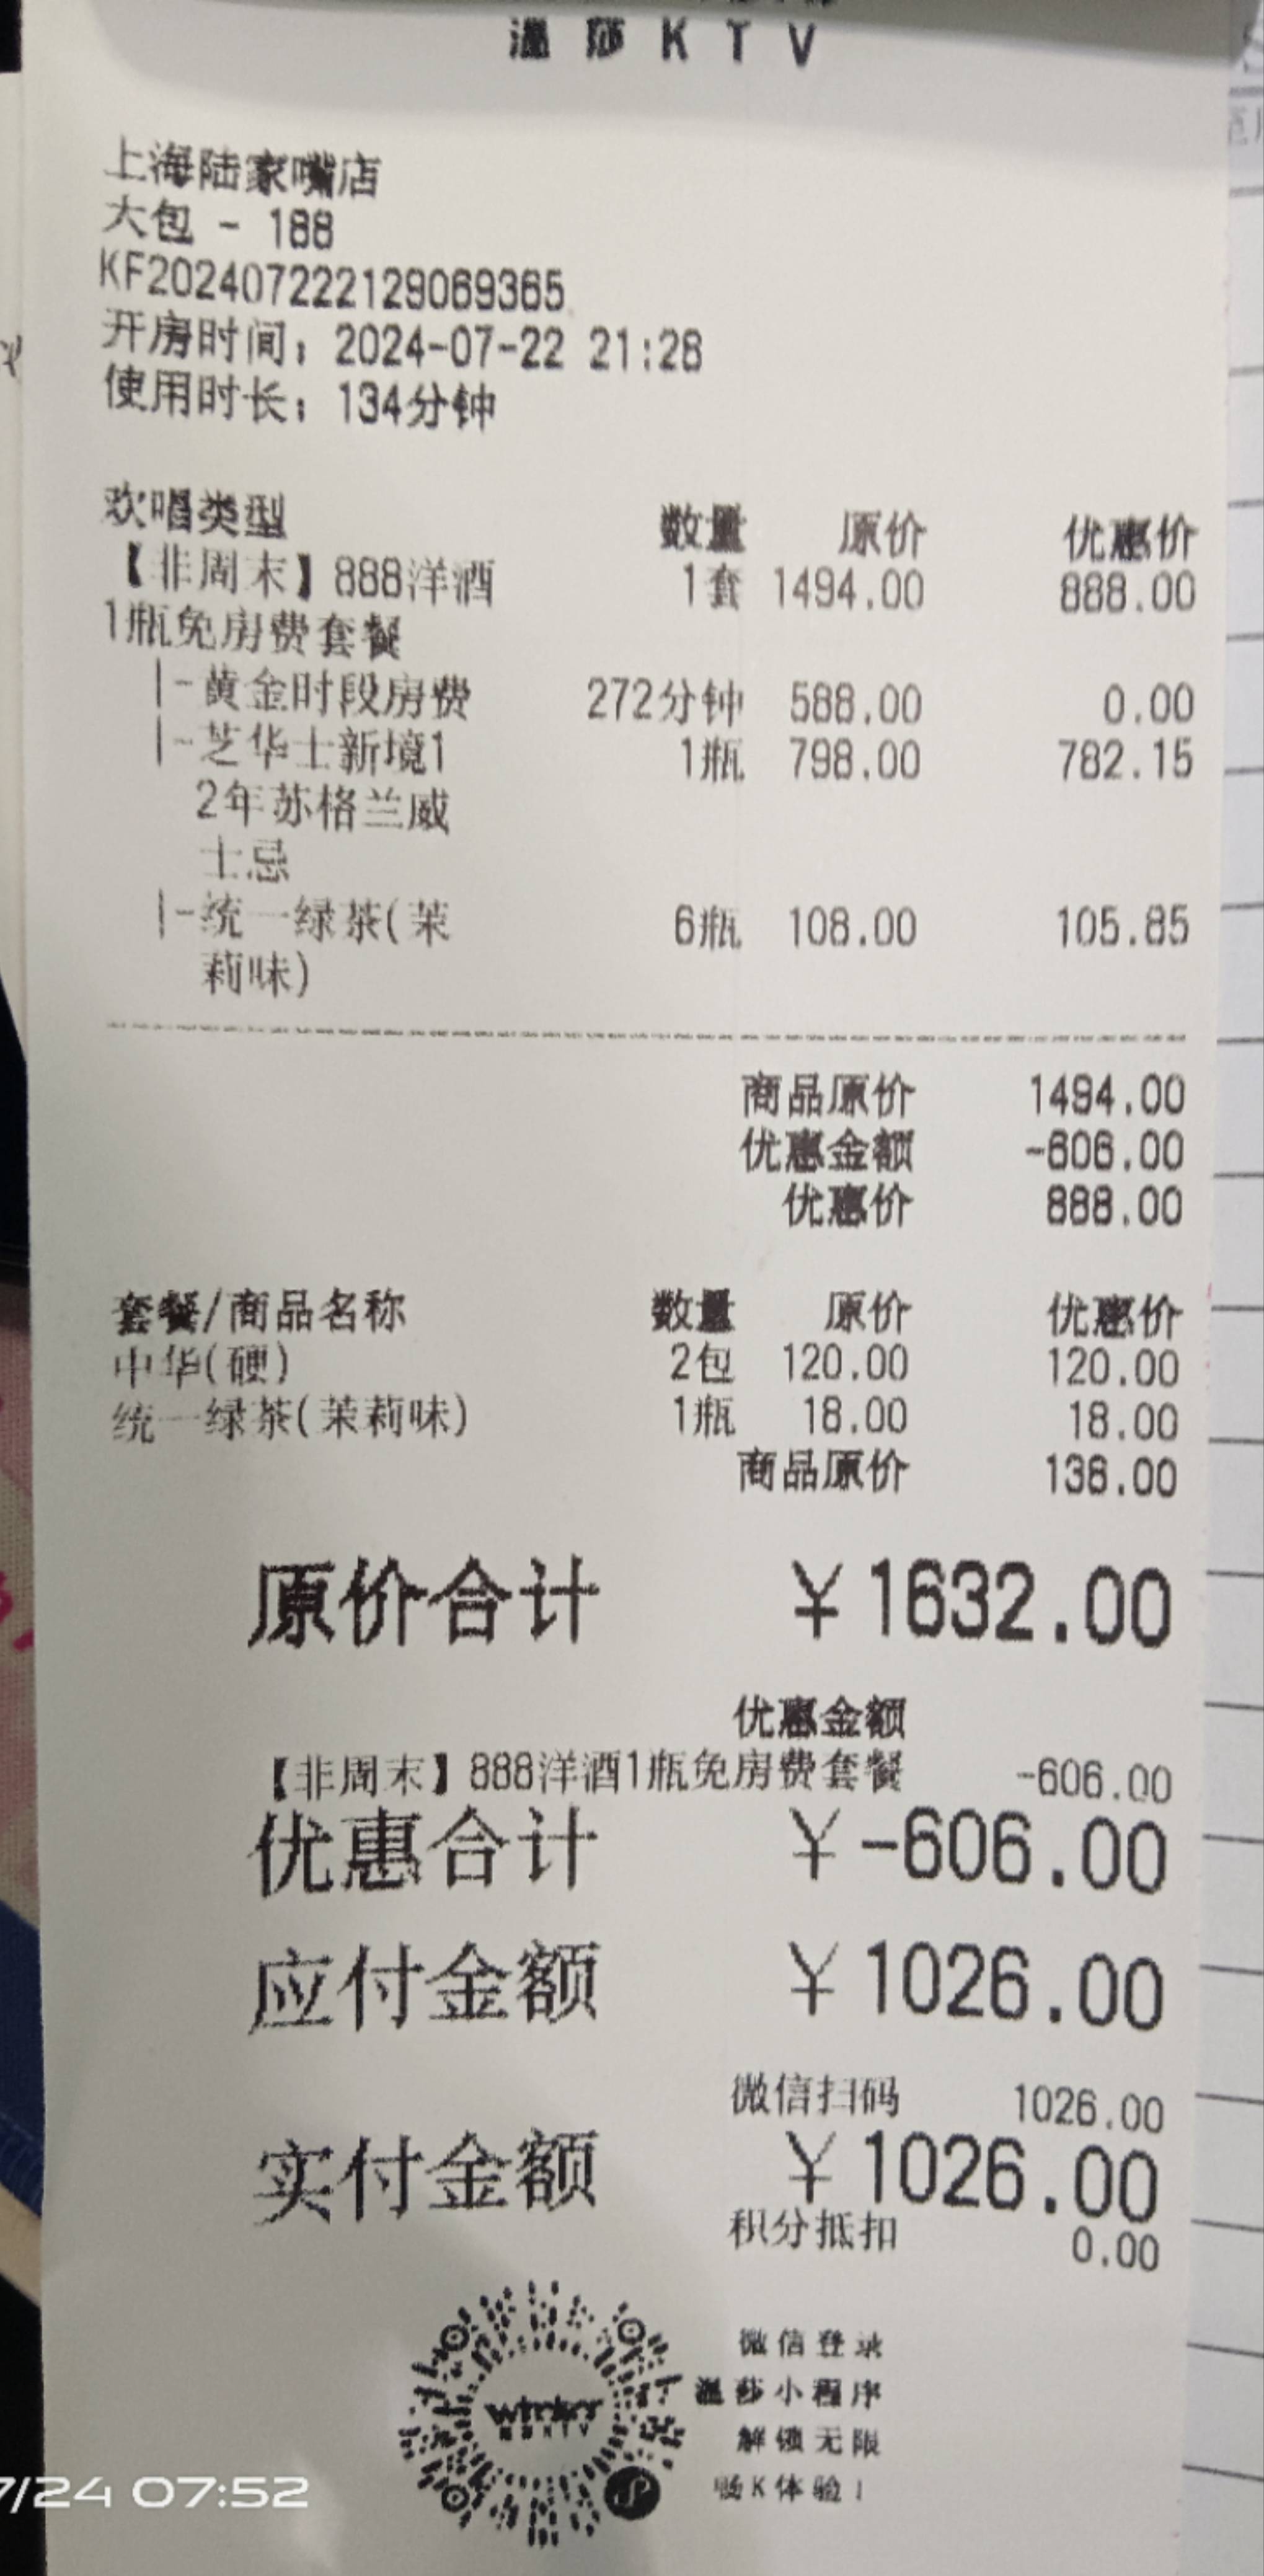 温莎KTV
上海陆家嘴店
大包 - 188
KF202407222129069365
开房时间：2024-07-22 21:28
使用时长：134分钟
欢唱类型 数量 原价 优惠价
【非周末】888洋酒 1套 1494.00 888.00
1瓶免房费套餐
|-黄金时段房费 272分钟 588.00 0.00
|-芝华士新境1 1瓶 798.00 782.15
2年苏格兰威
士忌
|-统一绿茶(茉 6瓶 108.00 105.85
莉味)
商品原价 1494.00
优惠金额 -606.00
优惠价 888.00
套餐/商品名称 数量 原价 优惠价
中华(硬) 2包 120.00 120.00
统一绿茶(茉莉味) 1瓶 18.00 18.00
商品原价 138.00
原价合计 ￥1632.00
优惠金额
【非周末】888洋酒1瓶免房费套餐 -606.00
优惠合计 ￥-606.00
应付金额 ￥1026.00
微信扫码 1026.00
实付金额 ￥1026.00
积分抵扣 0.00
微信登录
温莎小程序
解锁无限
畅K体验！
7/24 07:52